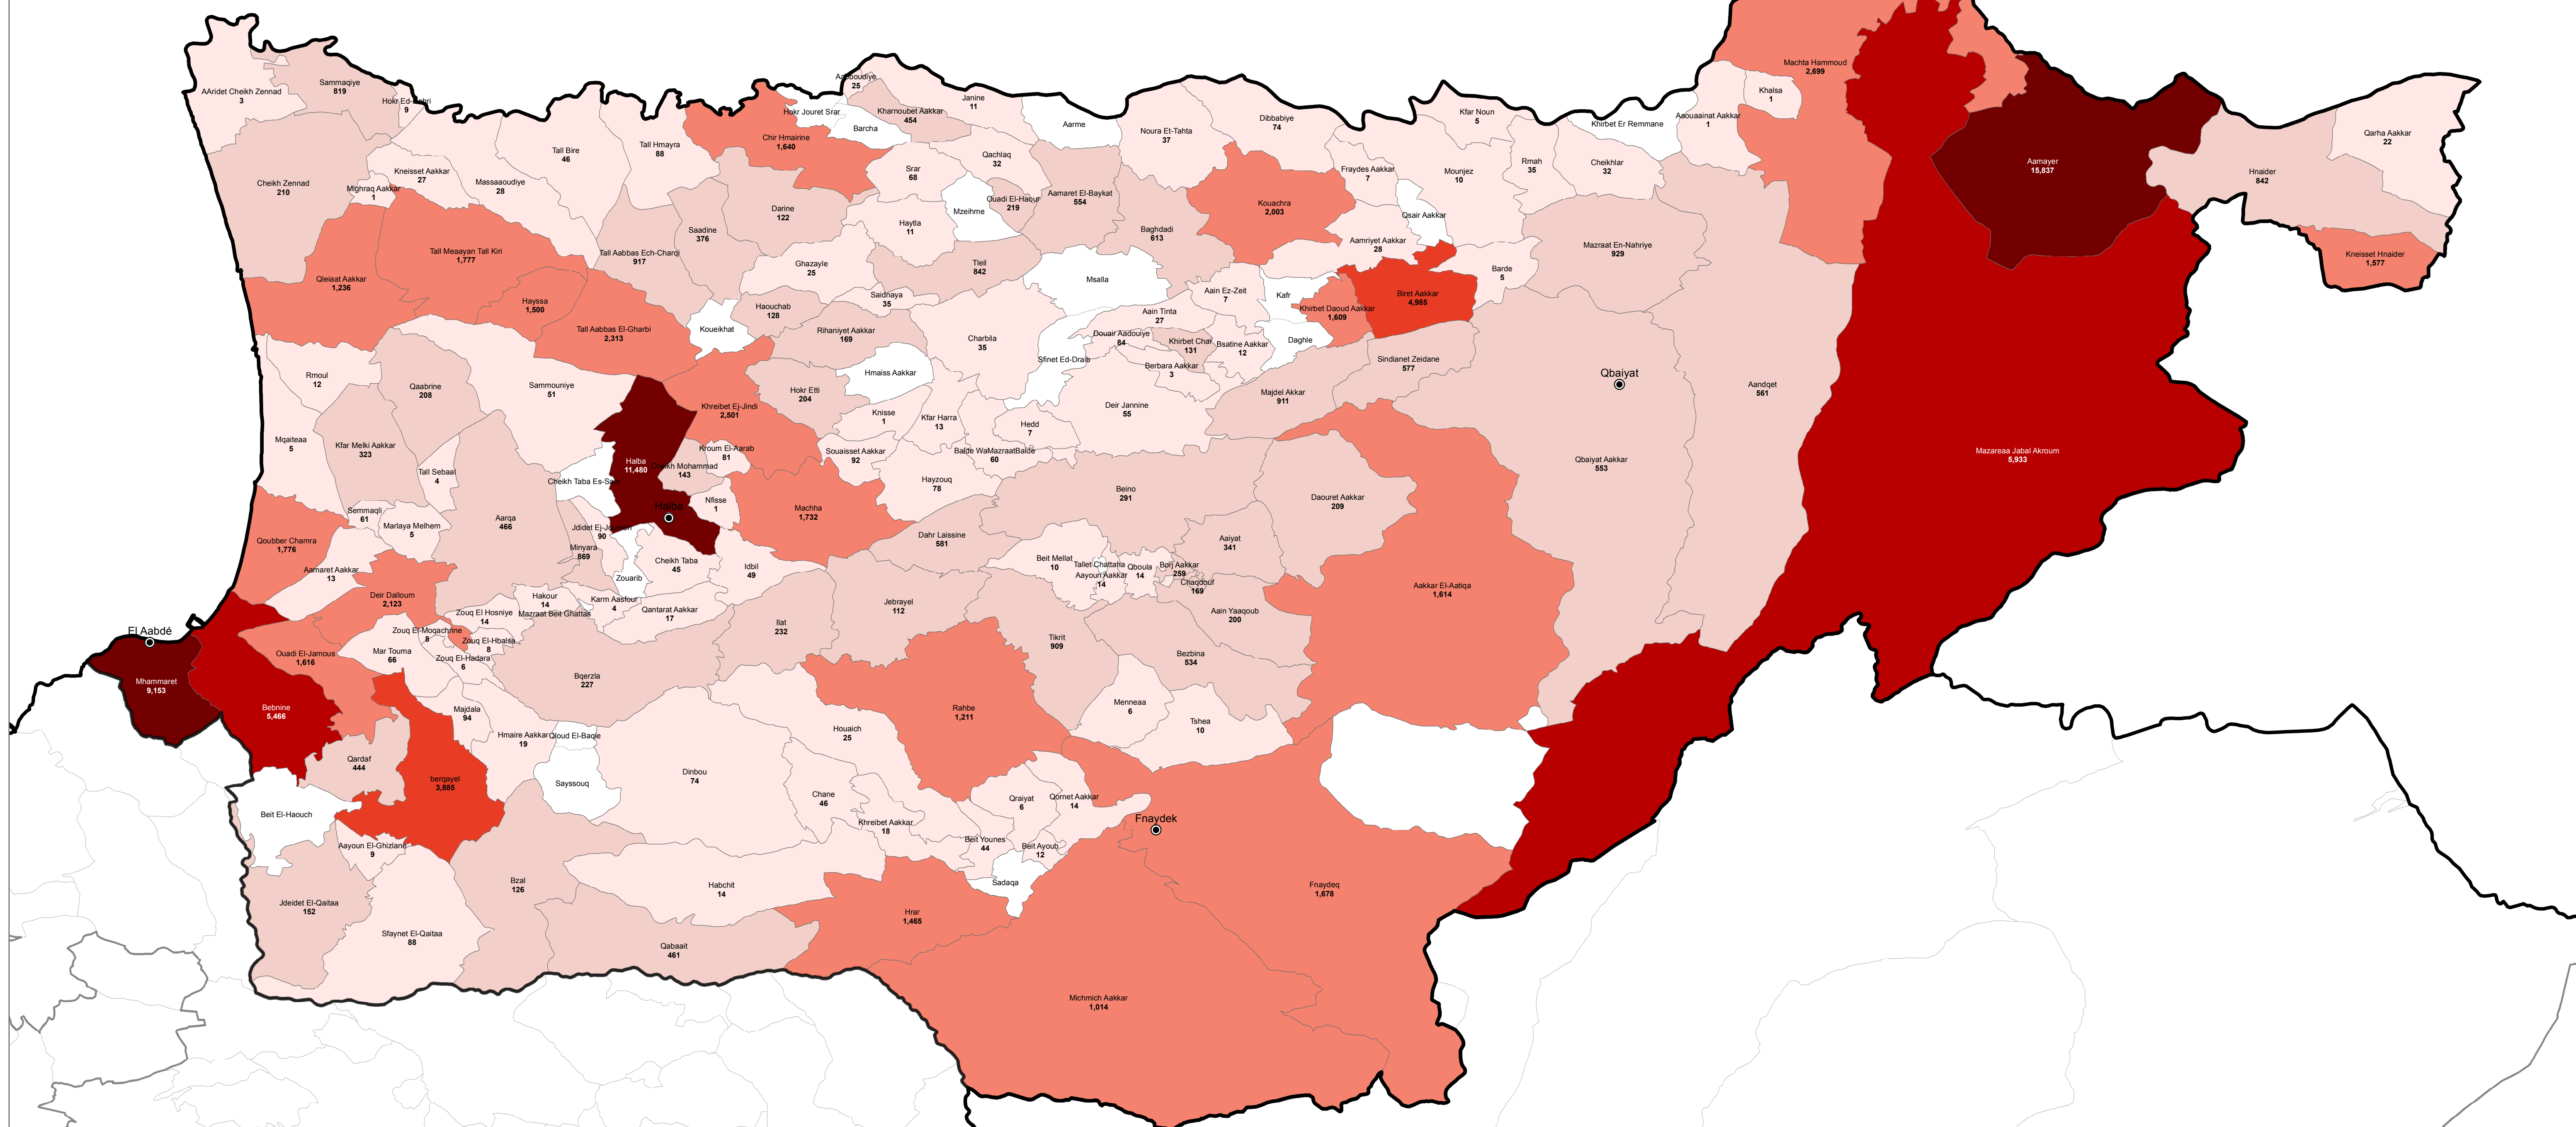 Machta Hammoud
2,699
Khalsa
1
Aaouaainat Aakkar
1
Khirbet Er Remmane
Kfar Noun
5
Dibbabiye
74
Noura Et-Tahta
37
Aarme
Janine
11
25
Kharnoubet Aakkar
454
Barcha
Hokr Jouret Srar
Chir Hmairine
1,640
Tall Hmayra
88
Tall Bire
46
Sammaqiye
819
9
AAridet Cheikh Zennad
3
Cheikh Zennad
210
Kneisset Aakkar
27
Mighraq Aakkar
1
Massaaoudiye
28
Aamayer
15,837
Hnaider
842
Qarha Aakkar
22
Kneisset Hnaider
1,577
Rmah
35
Cheikhlar
32
Mounjez
10
Fraydes Aakkar
7
Qsair Aakkar
Kouachra
2,003
Aamriyet Aakkar
28
Barde
5
Mazraat En-Nahriye
929
Biret Aakkar
4,985
Khirbet Daoud Aakkar
1,609
Kafr
Daghle
Aain Ez-Zeit
7
Aain Tinta
27
Douair Aadouiye
84
Khirbet Char
131
Bsatine Aakkar
12
Berbara Aakkar
3
Sfinet Ed-Draib
Msalla
Baghdadi
613
Aamaret El-Baykat
554
Ouadi El-Haour
219
Mzeihme
Qachlaq
32
Srar
68
Haytla
11
Tleil
842
Darine
122
Saadine
376
Tall Aabbas Ech-Charqi
917
Ghazayle
25
Saidnaya
35
Haouchab
128
Rihaniyet Aakkar
169
Koueikhat
Charbila
35
Hmaiss Aakkar
Tall Meaayan Tall Kiri
1,777
Qleiaat Aakkar
1,236
Hayssa
1,500
Tall Aabbas El-Gharbi
2,313
Rmoul
12
Qaabrine
208
Sammouniye
51
Khreibet Ej-Jindi
2,501
Hokr Etti
204
Knisse
1
Kfar Harra
13
Hedd
7
Deir Jannine
55
Majdel Akkar
911
Sindianet Zeidane
577
Qbaiyat
Qbaiyat Aakkar
553
Aandqet
561
Mazareaa Jabal Akroum
5,933
Mqaiteaa
5
Kfar Melki Aakkar
323
Tall Sebaal
4
Halba
11,480
Kroum El-Aarab
81
143
Souaisset Aakkar
92
Balde WaMazraatBalde
60
Hayzouq
78
Beino
291
Daouret Aakkar
209
Nfisse
1
Machha
1,732
Halba
Semmaqli
61
Marlaya Melhem
5
Aarqa
466
90
Minyara
869
Zouarib
Cheikh Taba
45
Idbil
49
Dahr Laissine
581
Qoubber Chamra
1,776
Aamaret Aakkar
13
Deir Dalloum
2,123
Beit Mellat
10
Tallet Chattaha
Aayoun Aakkar
14
Qboula
14
Borj Aakkar
259
Chaqdouf
169
Aaiyat
341
Aakkar El-Aatiqa
1,614
Aain Yaaqoub
200
Bezbina
534
Tikrit
909
Jebrayel
112
Ilat
232
Hakour
14
Karm Aasfour
4
Mazraat Beit Ghattas
Qantarat Aakkar
17
Zouq El Hosniye
14
Zouq El-Moqachrine
8
Zouq El-Hbalsa
8
Zouq El-Hadara
6
Mar Touma
66
Ouadi El-Jamous
1,616
El Aabdé
Mhammaret
9,153
Bebnine
5,466
Bqerzla
227
Majdala
94
Hmaire Aakkar
19
Qloud El-Baqie
Sayssouq
Dinbou
74
Houaich
25
Rahbe
1,211
Menneaa
6
Tshea
10
Qardaf
444
berqayel
3,885
Beit El-Haouch
Aayoun El-Ghizlane
9
Chane
46
Khreibet Aakkar
18
Qraiyat
6
Qornet Aakkar
14
Beit Younes
44
Beit Ayoub
12
Sadaqa
Fnaydek
Fnaydeq
1,678
Jdeidet El-Qaitaa
152
Sfaynet El-Qaitaa
88
Bzal
126
Habchit
14
Hrar
1,465
Qabaait
461
Michmich Aakkar
1,014